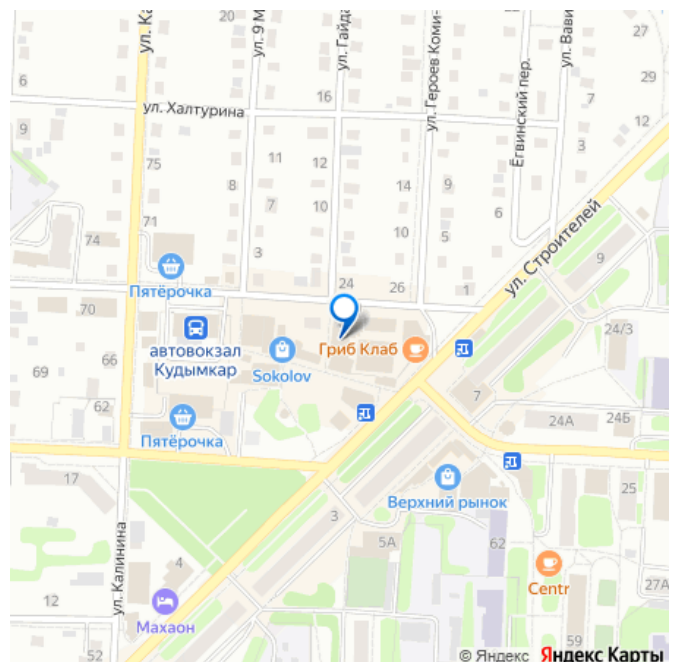 ул. Ка
ул. 9 М
ул. Гайда
ул. Героев Коми-
ул. Вави
27
6
29
16
ул. Халтурина
Ёгвинский пер.
7
9
75
11
12
3
8
14
9
5
7
10
6
71
10
74
3
ул. Строителей
9
Пятёрочка
24
26
1
70
24/3
автовокзал
Кудымкар
Гриб Клаб
66
69
Sokolov
62
7
24А
24Б
Пятёрочка
17
25
Верхний рынок
3
ул. Калинина
5А
62
4
Centr
27А
12
Махаон
59
52
© Яндекс Яндекс Карты